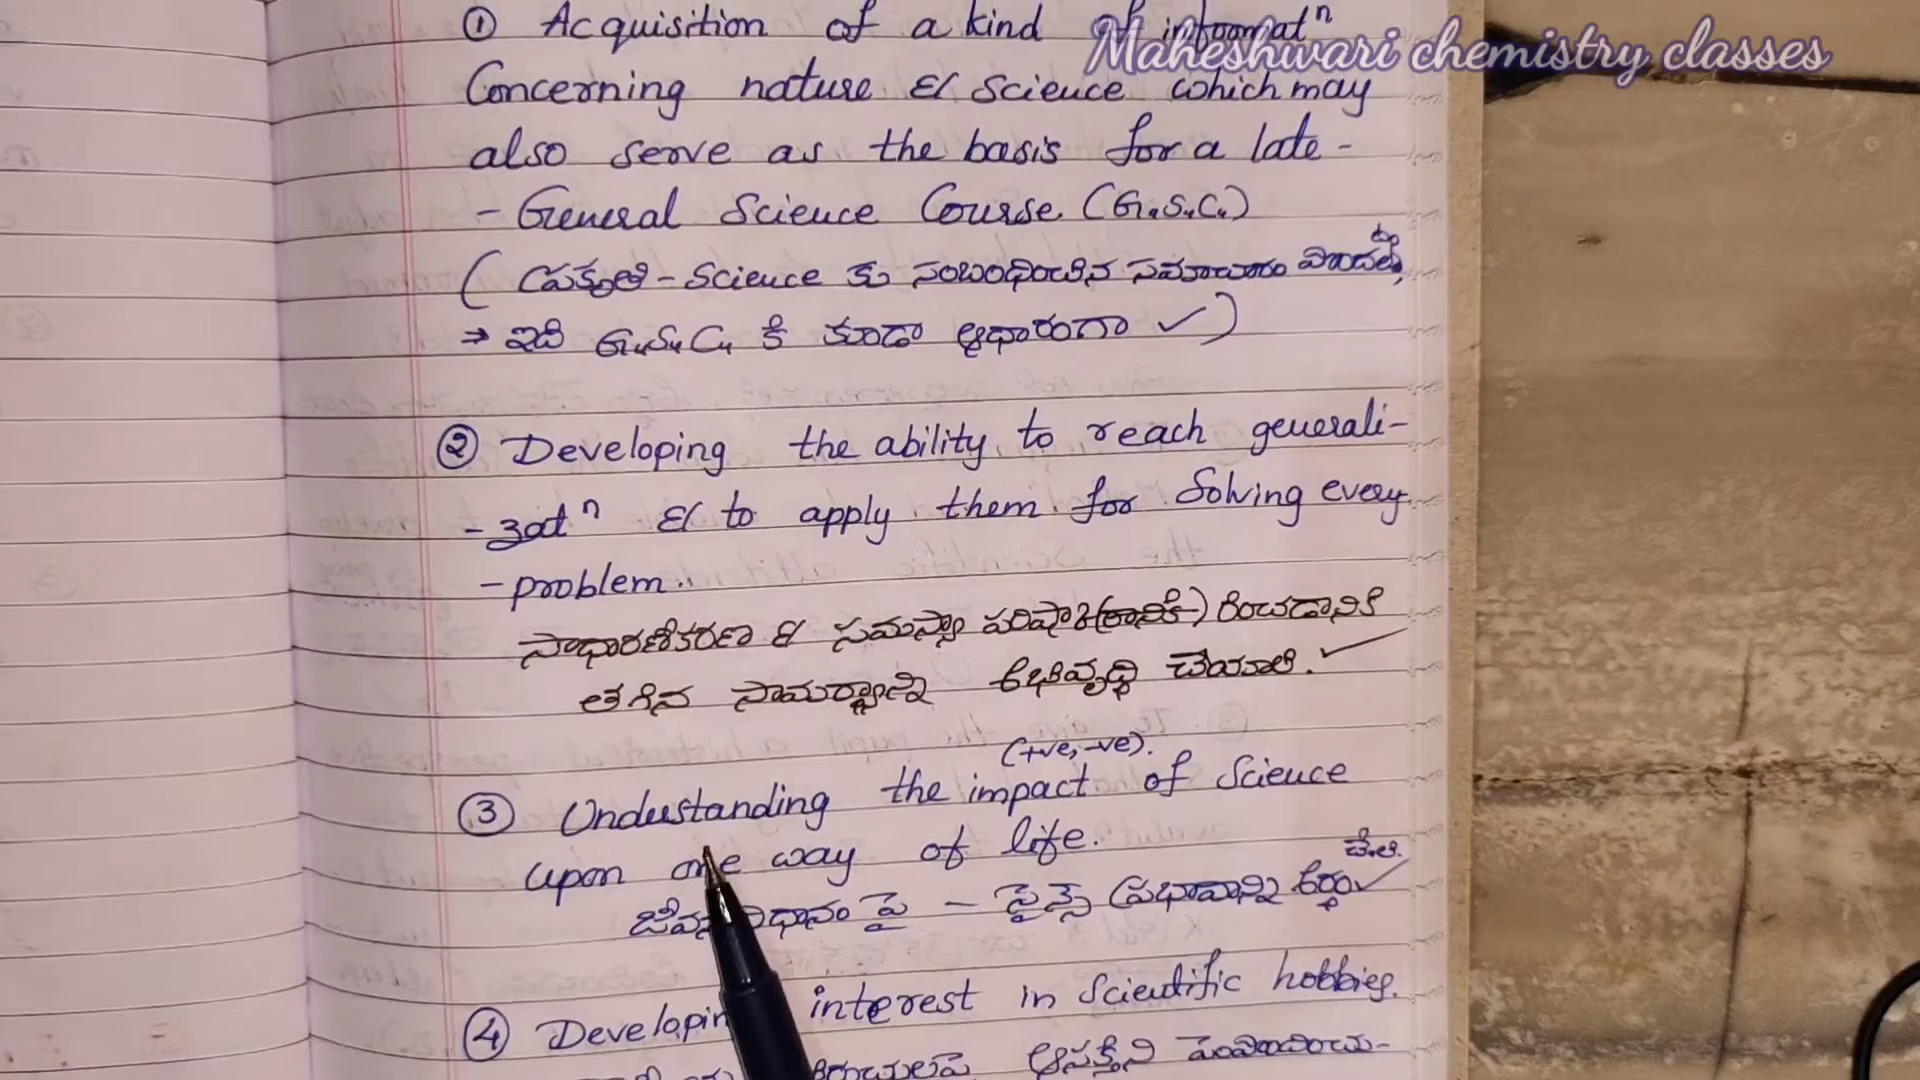 ① Acquisition of a kind of informatⁿ
Maheshwari chemistry classes
Concerning nature & Science which may
also serve as the basis for a late-
- General Science Course (G.S.C.)
( ప్రకృతి - Science కు సంబంధించిన సమాచారం
→ ఇది G.S.C. కి కూడా ఆధారంగా ✓ )
② Developing the ability to reach generali-
- zatⁿ & to apply them for Solving every
- problem.
సాధారణీకరణ & సమస్యా రించడానికి
తగిన సామర్థ్యాన్ని అభివృద్ధి చేయాలి. ✓
(+ve, -ve).
③ Understanding the impact of Science
upon one way of life.
చేత.
విధానం పై - సైన్స్ ప్రభావాన్ని అర్థం ✓
④ Developin interest in Scientific hobbies.
ఆసక్తిని పెంపొందించు-